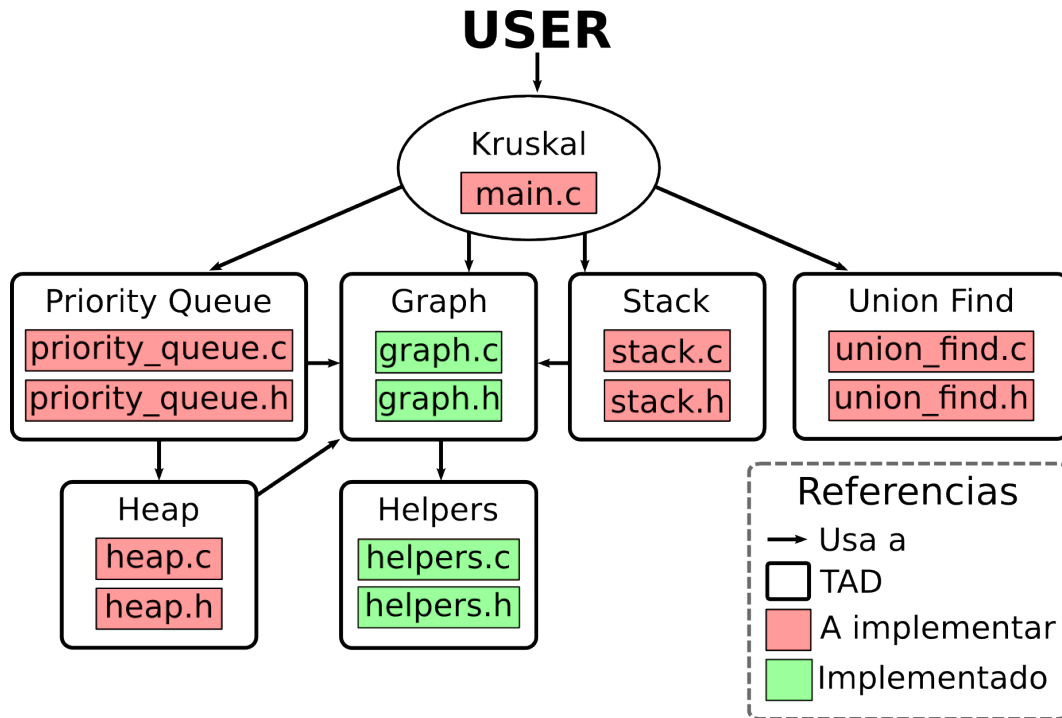 USER
Kruskal
main.c
Priority Queue
priority_queue.c
priority_queue.h
Graph
graph.c
graph.h
Stack
stack.c
stack.h
Union Find
union_find.c
union_find.h
Heap
heap.c
heap.h
Helpers
helpers.c
helpers.h
Referencias
Usa a
TAD
A implementar
Implementado